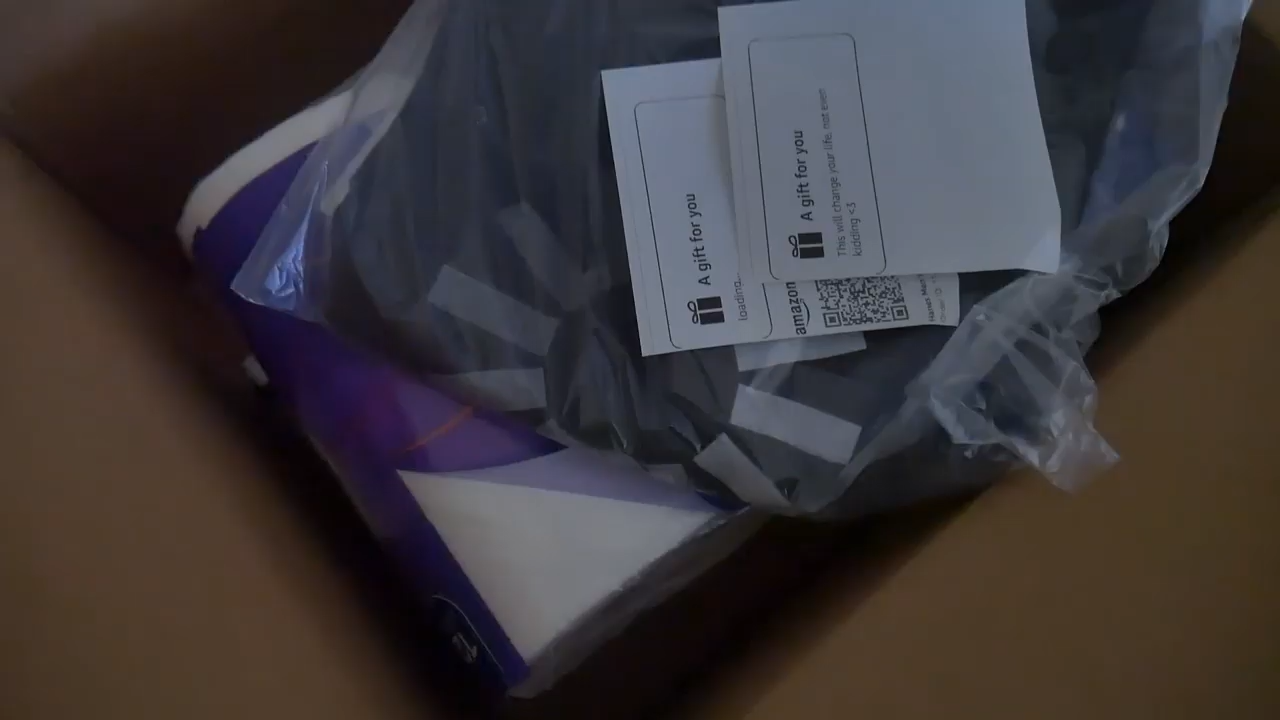 A gift for you
This will change your life, not even
kidding <3
A gift for you
loading.
amazon